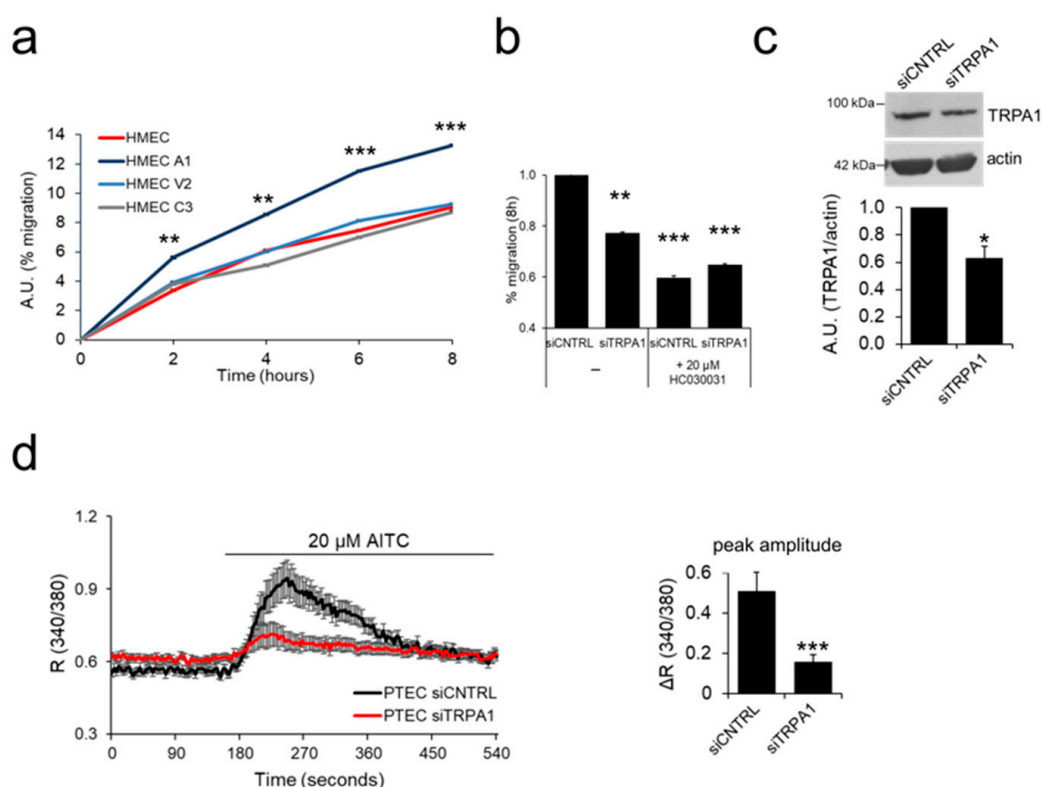 a
14
12
10
8
6
4
2
0
A.U. (% migration)
HMEC
HMEC A1
HMEC V2
HMEC C3
**
**
***
***
0
2
4
6
8
Time (hours)
b
1.0
0.8
0.6
0.4
% migration (8h)
**
***
***
siCNTRL siTRPA1 siCNTRL siTRPA1
–
+ 20 µM
HC030031
c
siCNTRL
siTRPA1
100 kDa
TRPA1
42 kDa
actin
1.0
0.8
0.6
0.4
0.2
0.0
A.U. (TRPA1/actin)
*
siCNTRL
siTRPA1
d
1.2
0.9
0.6
0.3
R (340/380)
20 µM AITC
PTEC siCNTRL
PTEC siTRPA1
0 90 180 270 360 450 540
Time (seconds)
peak amplitude
0.6
0.4
0.2
0
ΔR (340/380)
***
siCNTRL
siTRPA1